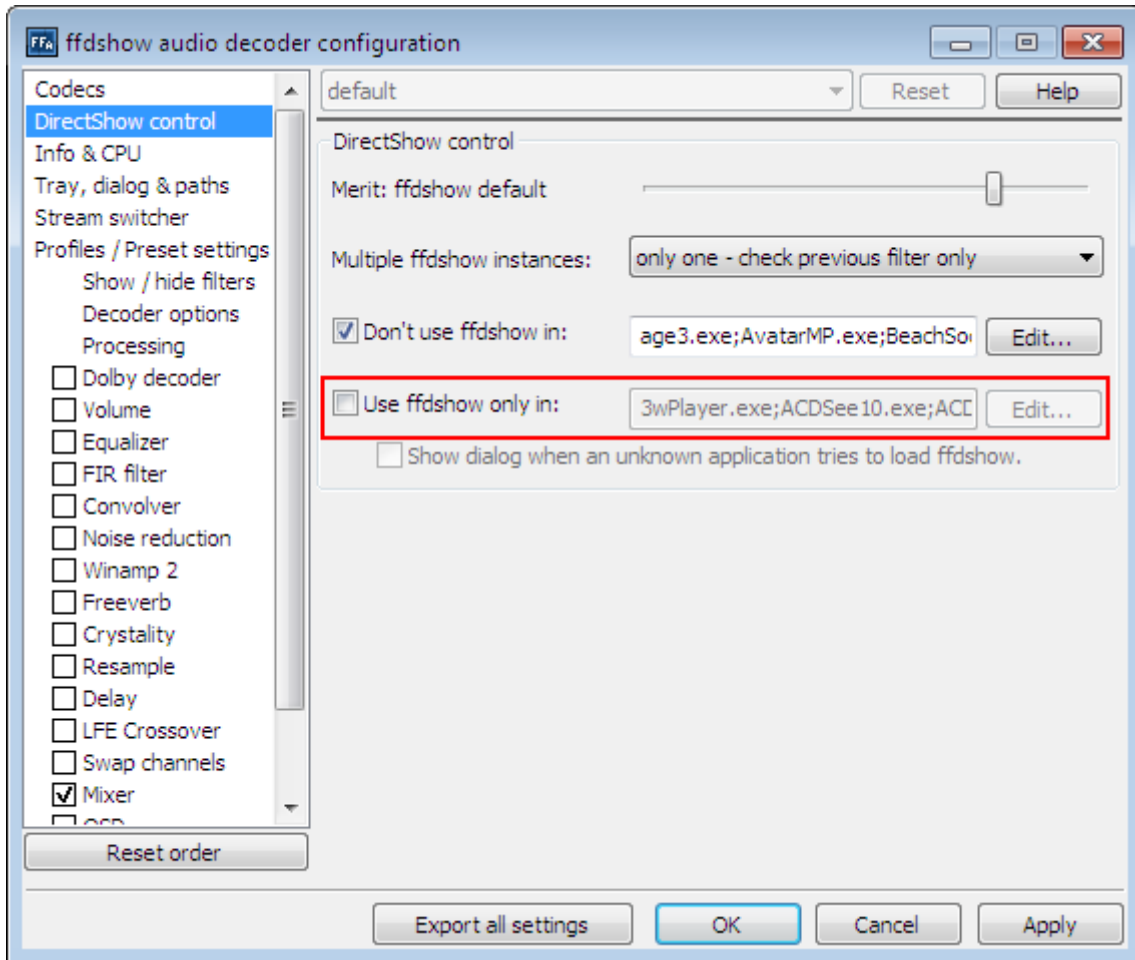 FFA ffdshow audio decoder configuration
Codecs
DirectShow control
Info & CPU
Tray, dialog & paths
Stream switcher
Profiles / Preset settings
Show / hide filters
Decoder options
Processing
Dolby decoder
Volume
Equalizer
FIR filter
Convolver
Noise reduction
Winamp 2
Freeverb
Crystality
Resample
Delay
LFE Crossover
Swap channels
Mixer
Reset order
default Reset Help
DirectShow control
Merit: ffdshow default
Multiple ffdshow instances: only one - check previous filter only
Don't use ffdshow in: age3.exe;AvatarMP.exe;BeachSo Edit...
Use ffdshow only in: 3wPlayer.exe;ACDSee10.exe;ACD Edit...
Show dialog when an unknown application tries to load ffdshow.
Export all settings OK Cancel Apply